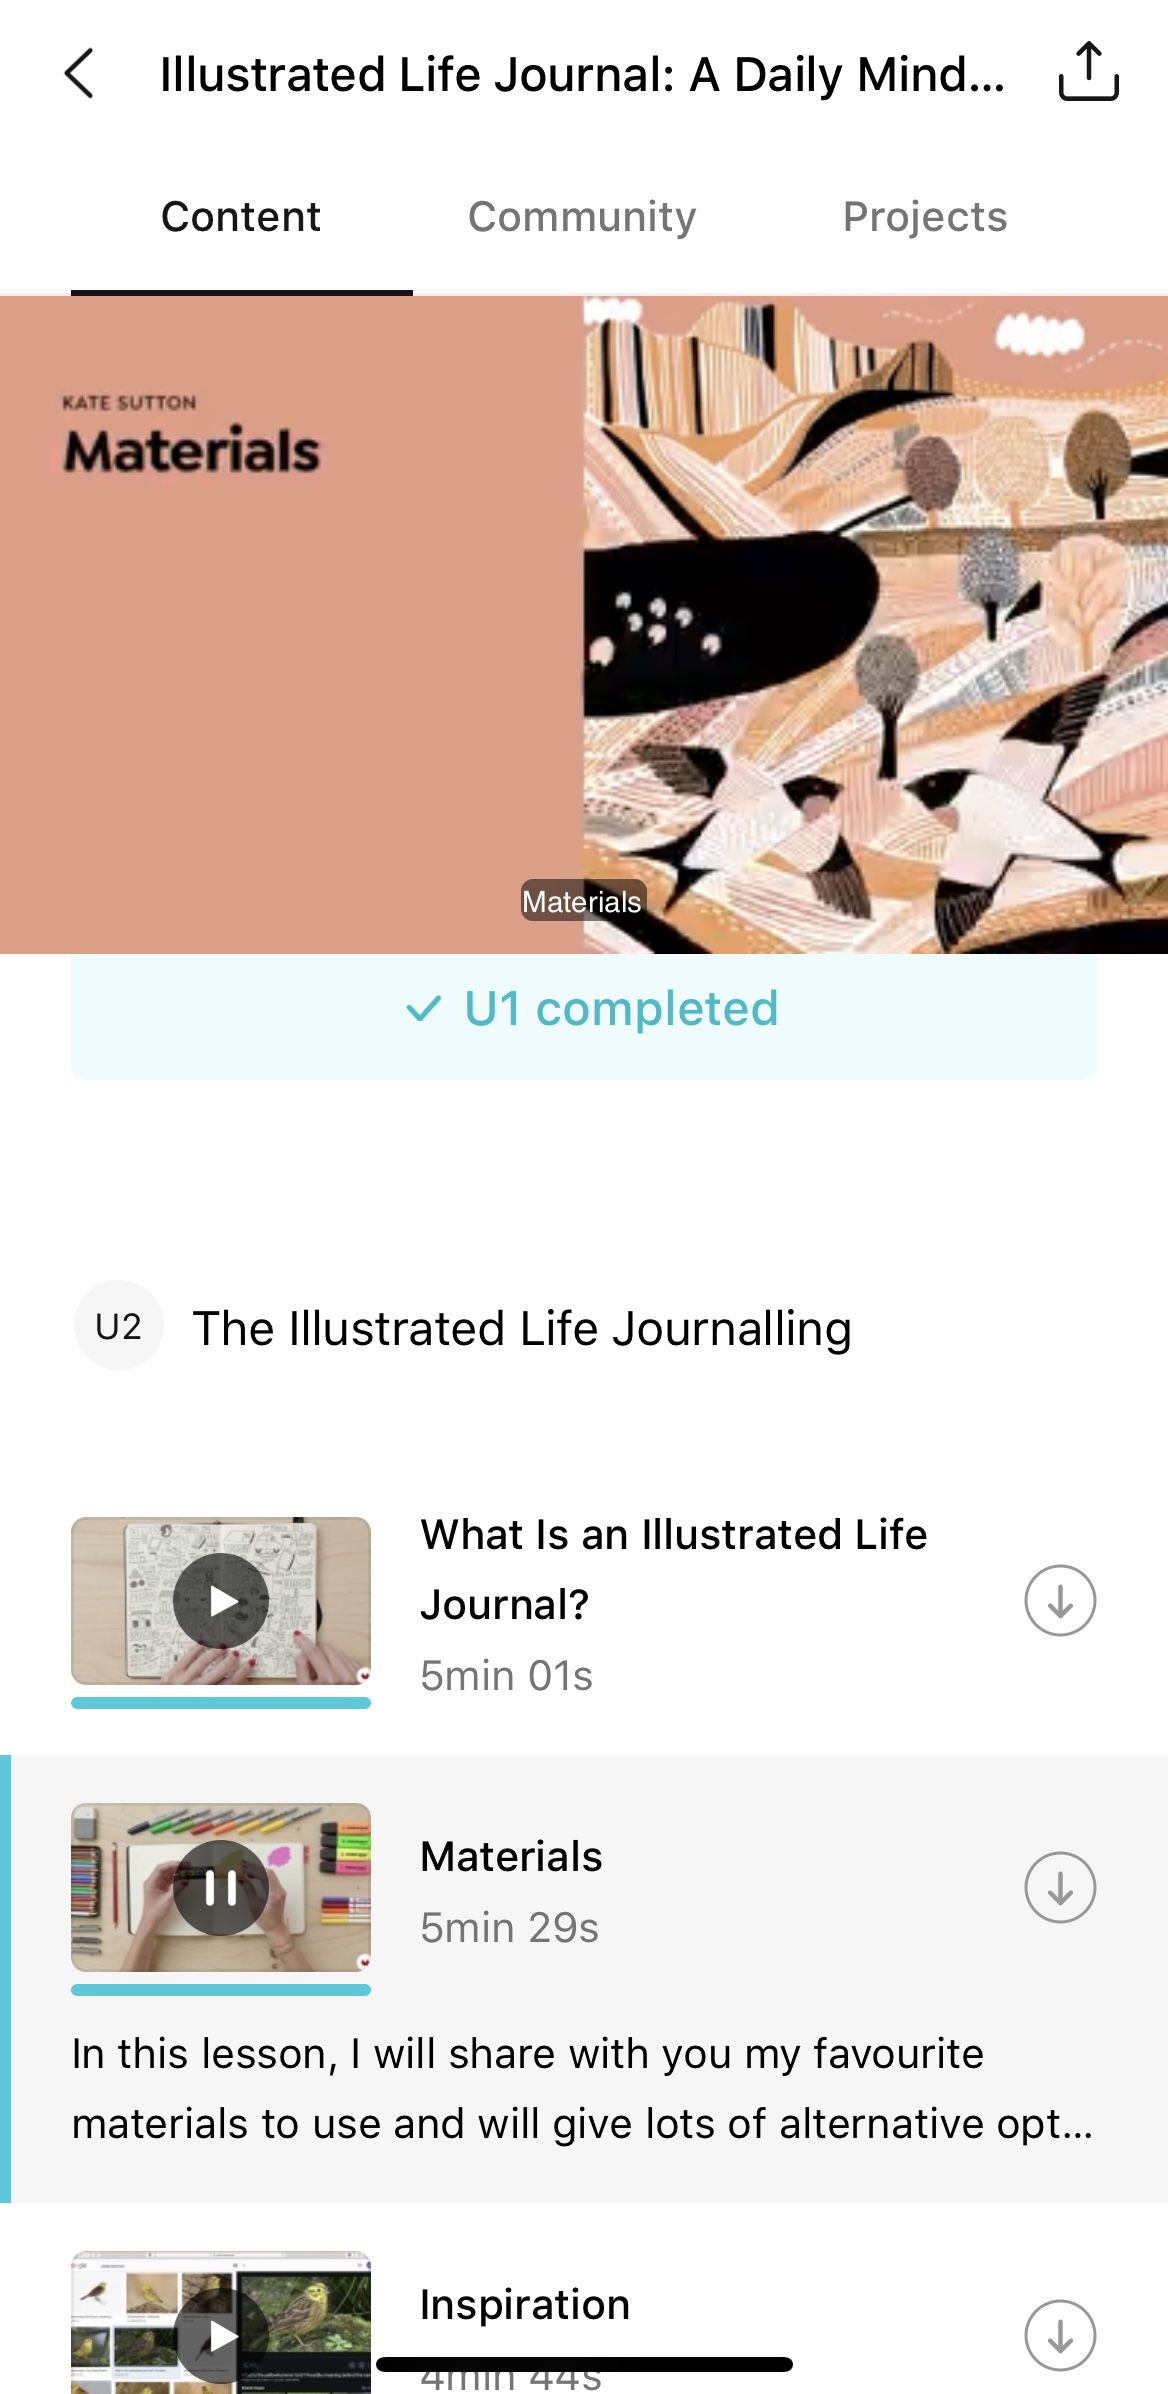 Illustrated Life Journal: A Daily Mind...
Content
Community
Projects
KATE SUTTON
Materials
Materials
U1 completed
U2
The Illustrated Life Journalling
What Is an Illustrated Life
Journal?
5min 01s
Materials
5min 29s
In this lesson, I will share with you my favourite
materials to use and will give lots of alternative opt...
Inspiration
4min 44s